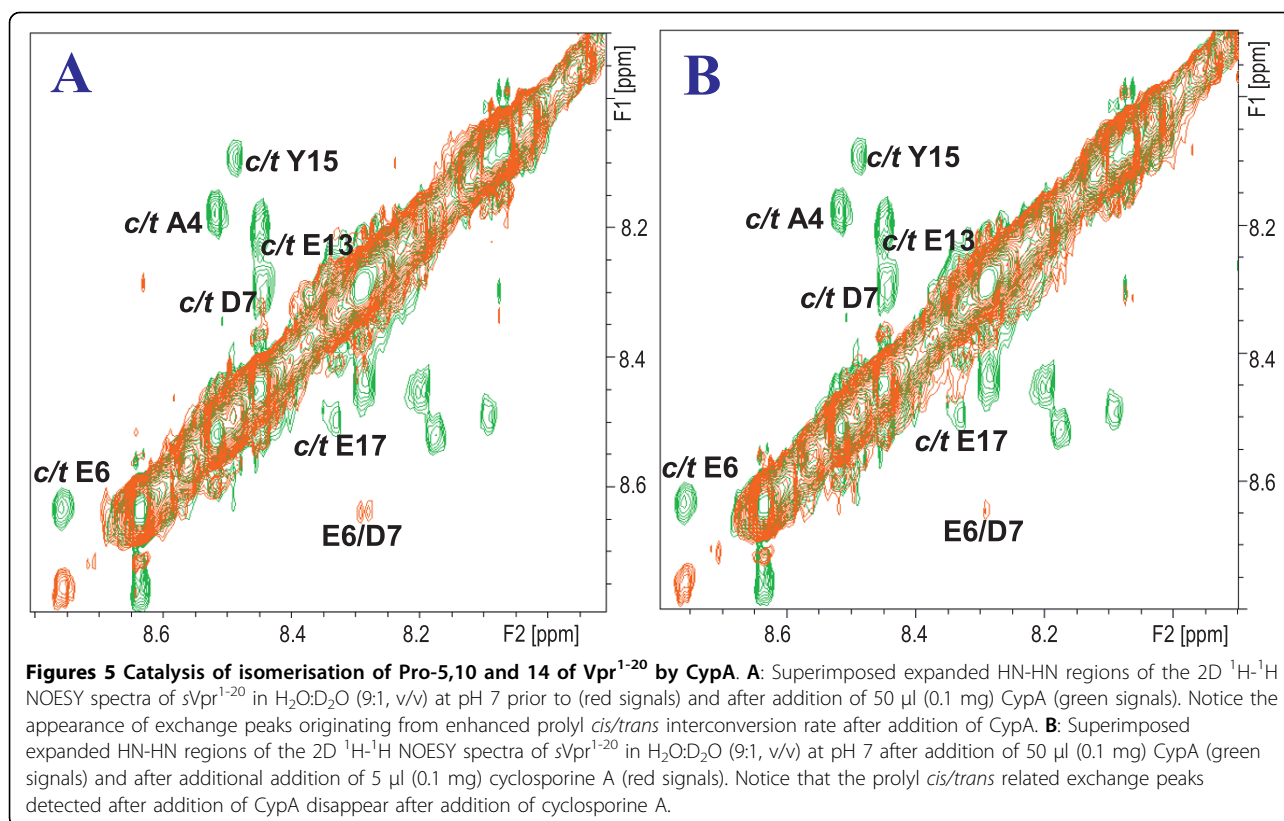 A
c/t Y15
c/t A4
c/t E13
c/t D7
c/t E17
c/t E6
E6/D7
8.2
8.4
8.6
F1 [ppm]
8.6 8.4 8.2 F2 [ppm]
B
c/t Y15
c/t A4
c/t E13
c/t D7
c/t E17
c/t E6
E6/D7
8.2
8.4
8.6
F1 [ppm]
8.6 8.4 8.2 F2 [ppm]
Figures 5 Catalysis of isomerisation of Pro-5,10 and 14 of Vpr¹⁻²⁰ by CypA. A: Superimposed expanded HN-HN regions of the 2D ¹H-¹H
NOESY spectra of sVpr¹⁻²⁰ in H₂O:D₂O (9:1, v/v) at pH 7 prior to (red signals) and after addition of 50 μl (0.1 mg) CypA (green signals). Notice the
appearance of exchange peaks originating from enhanced prolyl cis/trans interconversion rate after addition of CypA. B: Superimposed
expanded HN-HN regions of the 2D ¹H-¹H NOESY spectra of sVpr¹⁻²⁰ in H₂O:D₂O (9:1, v/v) at pH 7 after addition of 50 μl (0.1 mg) CypA (green
signals) and after additional addition of 5 μl (0.1 mg) cyclosporine A (red signals). Notice that the prolyl cis/trans related exchange peaks
detected after addition of CypA disappear after addition of cyclosporine A.